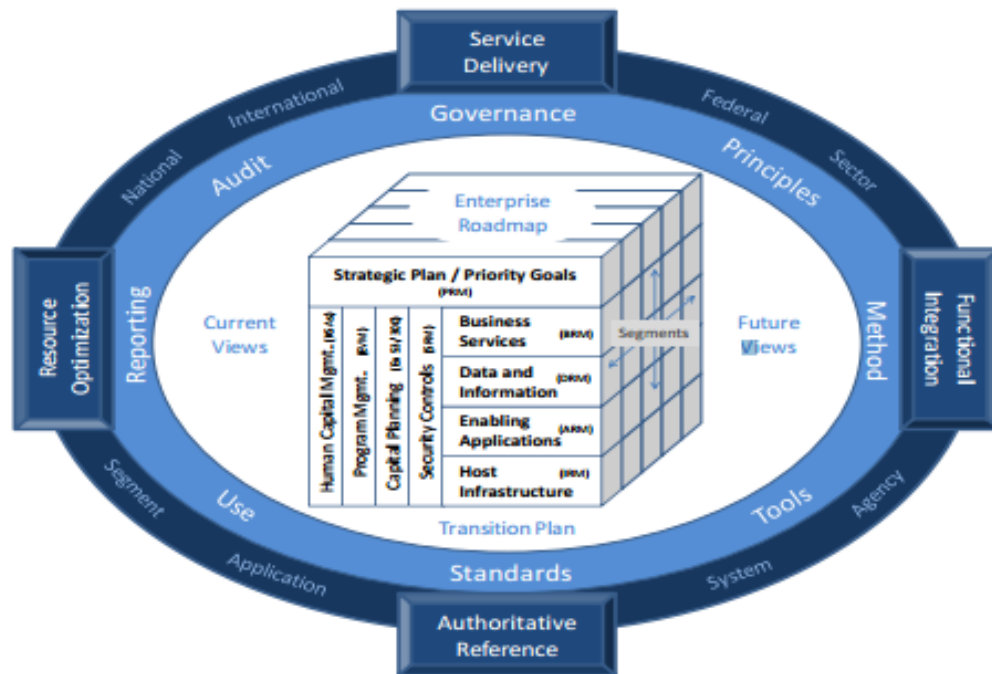 Service
Delivery
International
Federal
Governance
National
Sector
Audit
Principles
Enterprise
Roadmap
Strategic Plan / Priority Goals
(PRM)
Resource
Optimization
Reporting
Current
Views
Human Capital Mgmt.
Program Mgmt.
Capital Planning
Security Controls
Business
Services (BRM)
Data and
Information (DRM)
Enabling
Applications (ARM)
Host
Infrastructure (IRM)
Segments
Future
Views
Method
Functional
Integration
Segment
Use
Transition Plan
Tools
Agency
Application
Standards
System
Authoritative
Reference